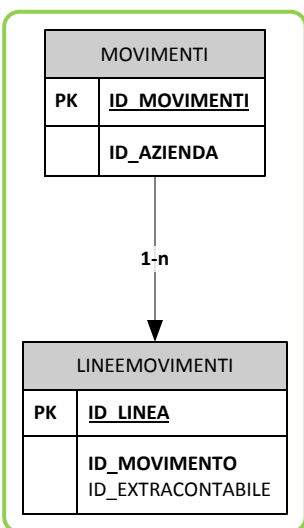 MOVIMENTI
PK ID_MOVIMENTI
ID_AZIENDA
1-n
LINEEMOVIMENTI
PK ID_LINEA
ID_MOVIMENTO
ID_EXTRACONTABILE